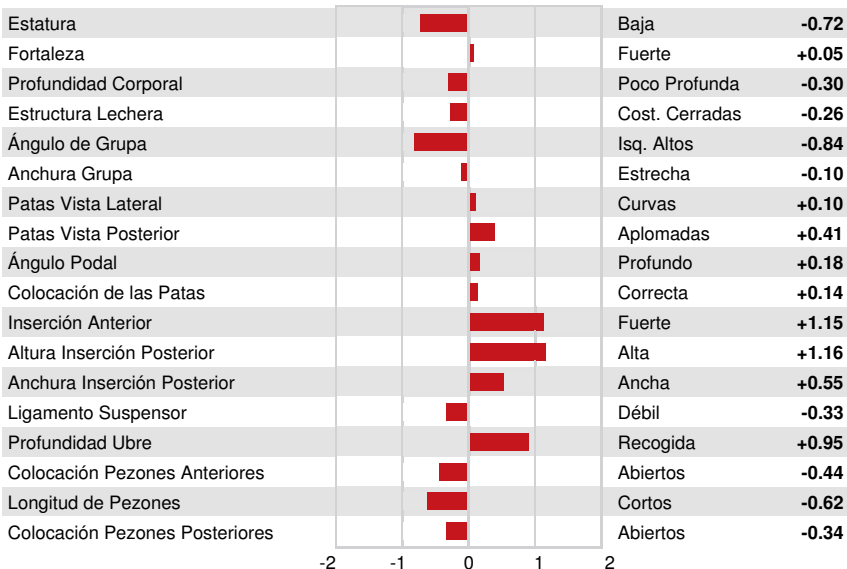 Estatura Baja -0.72
Fortaleza Fuerte +0.05
Profundidad Corporal Poco Profunda -0.30
Estructura Lechera Cost. Cerradas -0.26
Ángulo de Grupa Isq. Altos -0.84
Anchura Grupa Estrecha -0.10
Patas Vista Lateral Curvas +0.10
Patas Vista Posterior Aplomadas +0.41
Ángulo Podal Profundo +0.18
Colocación de las Patas Correcta +0.14
Inserción Anterior Fuerte +1.15
Altura Inserción Posterior Alta +1.16
Anchura Inserción Posterior Ancha +0.55
Ligamento Suspensor Débil -0.33
Profundidad Ubre Recogida +0.95
Colocación Pezones Anteriores Abiertos -0.44
Longitud de Pezones Cortos -0.62
Colocación Pezones Posteriores Abiertos -0.34
-2 -1 0 1 2